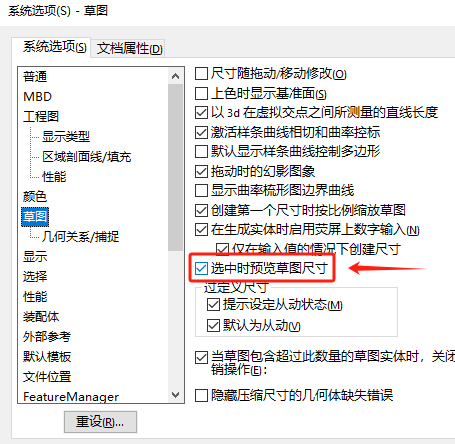 系统选项(S) - 草图
系统选项(S) 文档属性(D)
普通
MBD
工程图
显示类型
区域剖面线/填充
性能
颜色
草图
几何关系/捕捉
显示
选择
性能
装配体
外部参考
默认模板
文件位置
FeatureManager
重设(R)...
尺寸随拖动/移动修改(O)
上色时显示基准面(S)
以 3d 在虚拟交点之间所测量的直线长度
激活样条曲线相切和曲率控标
默认显示样条曲线控制多边形
拖动时的幻影图象
显示曲率梳形图边界曲线
创建第一个尺寸时按比例缩放草图
在生成实体时启用荧屏上数字输入(N)
仅在输入值的情况下创建尺寸
选中时预览草图尺寸
过定义尺寸
提示设定从动状态(M)
默认为从动(V)
当草图包含超过此数量的草图实体时，关闭
销操作(E):
隐藏压缩尺寸的几何体缺失错误